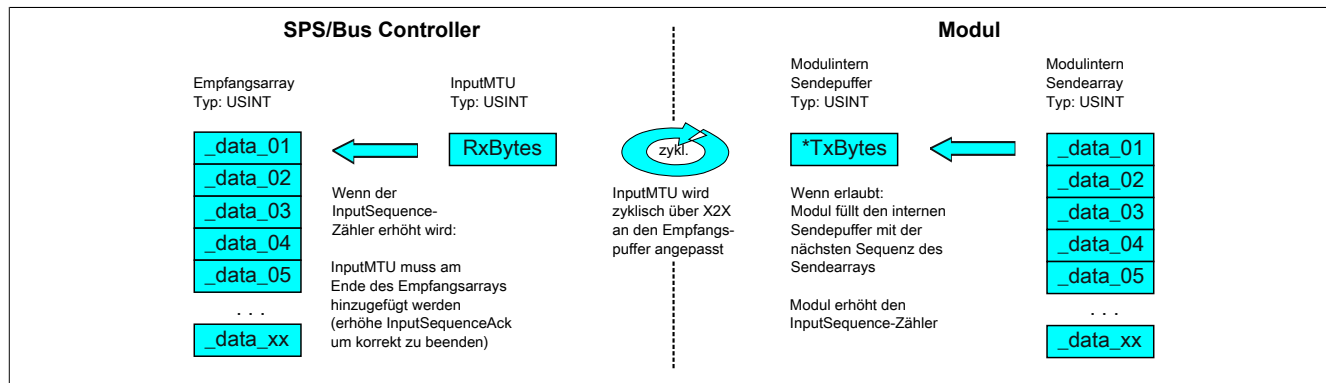 SPS/Bus Controller
Empfangsarray
Typ: USINT
InputMTU
Typ: USINT
_data_01
_data_02
_data_03
_data_04
_data_05
. . .
_data_xx
RxBytes
Wenn der
InputSequence-
Zähler erhöht wird:
InputMTU muss am
Ende des Empfangsarrays
hinzugefügt werden
(erhöhe InputSequenceAck
um korrekt zu beenden)
zykl.
InputMTU wird
zyklisch über X2X
an den Empfangs-
puffer angepasst
Modul
Modulintern
Sendepuffer
Typ: USINT
Modulintern
Sendearray
Typ: USINT
*TxBytes
Wenn erlaubt:
Modul füllt den internen
Sendepuffer mit der
nächsten Sequenz des
Sendearrays
Modul erhöht den
InputSequence-Zähler
_data_01
_data_02
_data_03
_data_04
_data_05
. . .
_data_xx